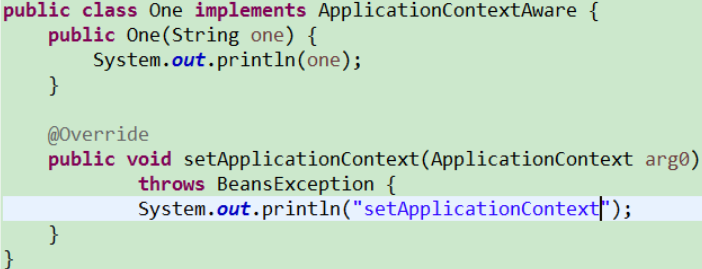 public class One implements ApplicationContextAware {
public One(String one) {
System.out.println(one);
}
@Override
public void setApplicationContext(ApplicationContext arg0)
throws BeansException {
System.out.println("setApplicationContext");
}
}